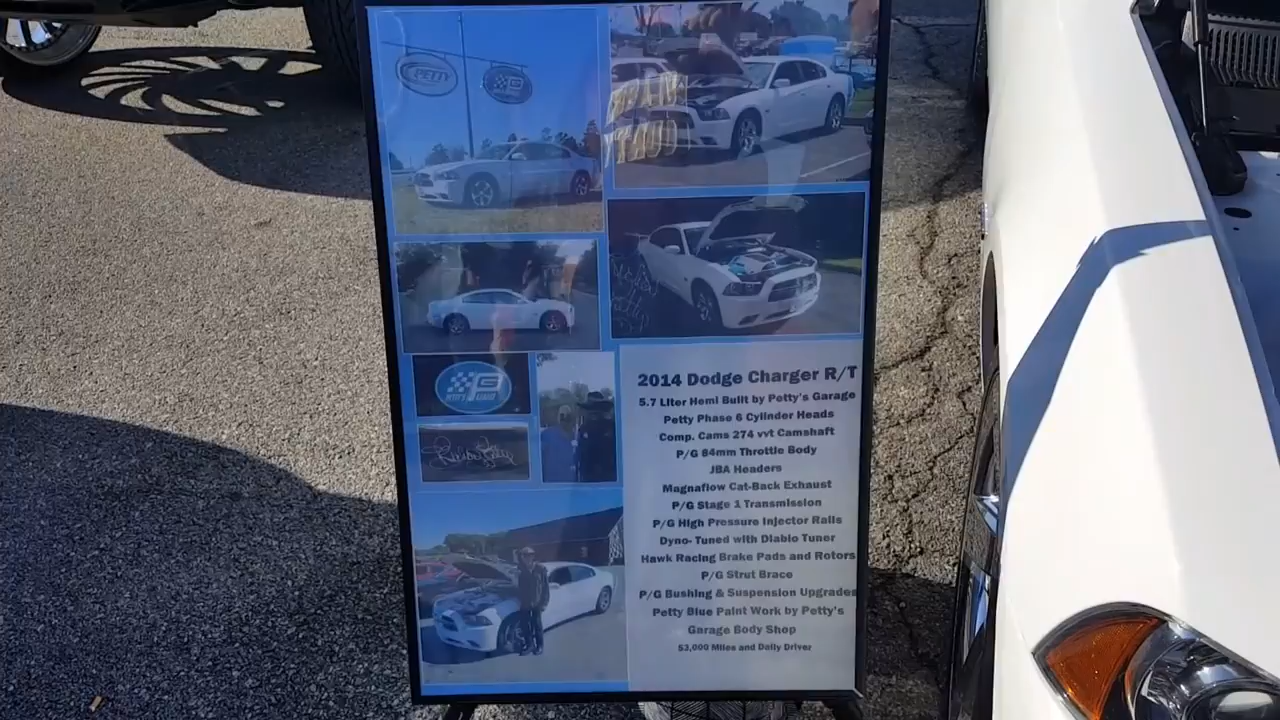 PETTY
PG
PETTY'S GARAGE
2014 Dodge Charger R/T
5.7 Liter Hemi Built by Petty's Garage
Petty Phase 6 Cylinder Heads
Comp. Cams 274 vvt Camshaft
P/G 84mm Throttle Body
JBA Headers
Magnaflow Cat-Back Exhaust
P/G Stage 1 Transmission
P/G High Pressure Injector Rails
Dyno- Tuned with Diablo Tuner
Hawk Racing Brake Pads and Rotors
P/G Strut Brace
P/G Bushing & Suspension Upgrades
Petty Blue Paint Work by Petty's
Garage Body Shop
53,000 Miles and Daily Driver